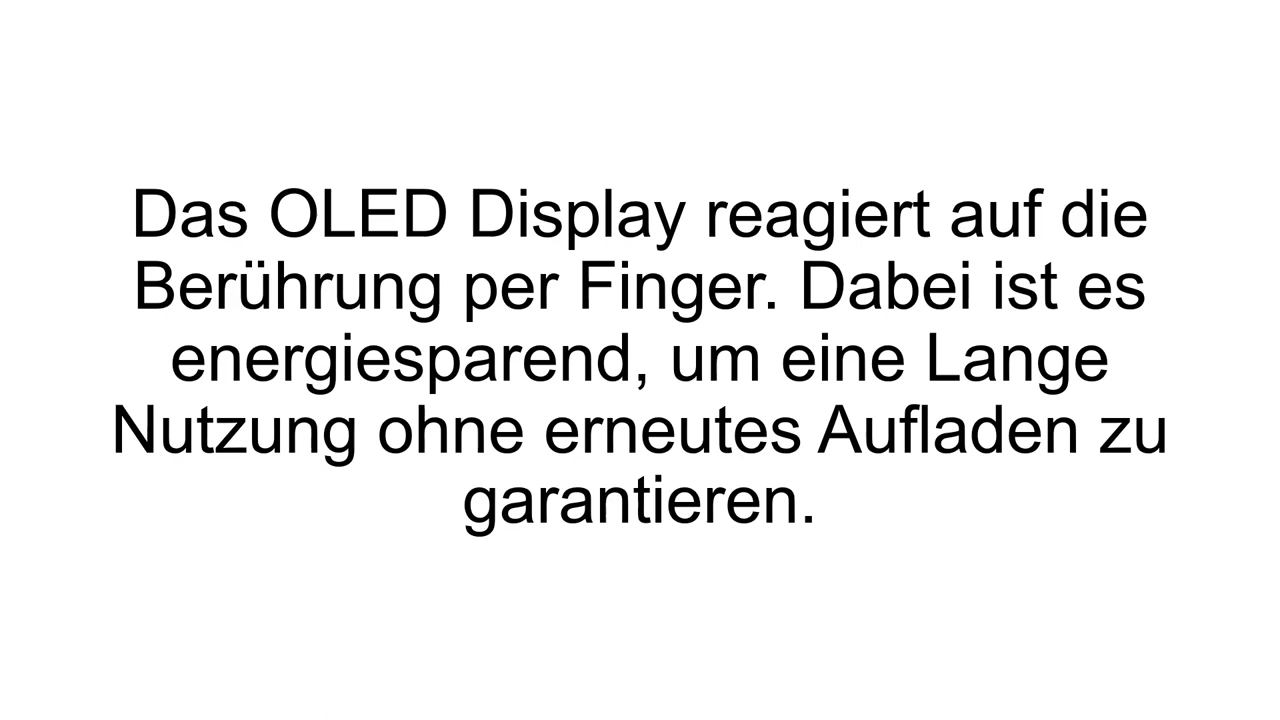 Das OLED Display reagiert auf die
Berührung per Finger. Dabei ist es
energiesparend, um eine Lange
Nutzung ohne erneutes Aufladen zu
garantieren.